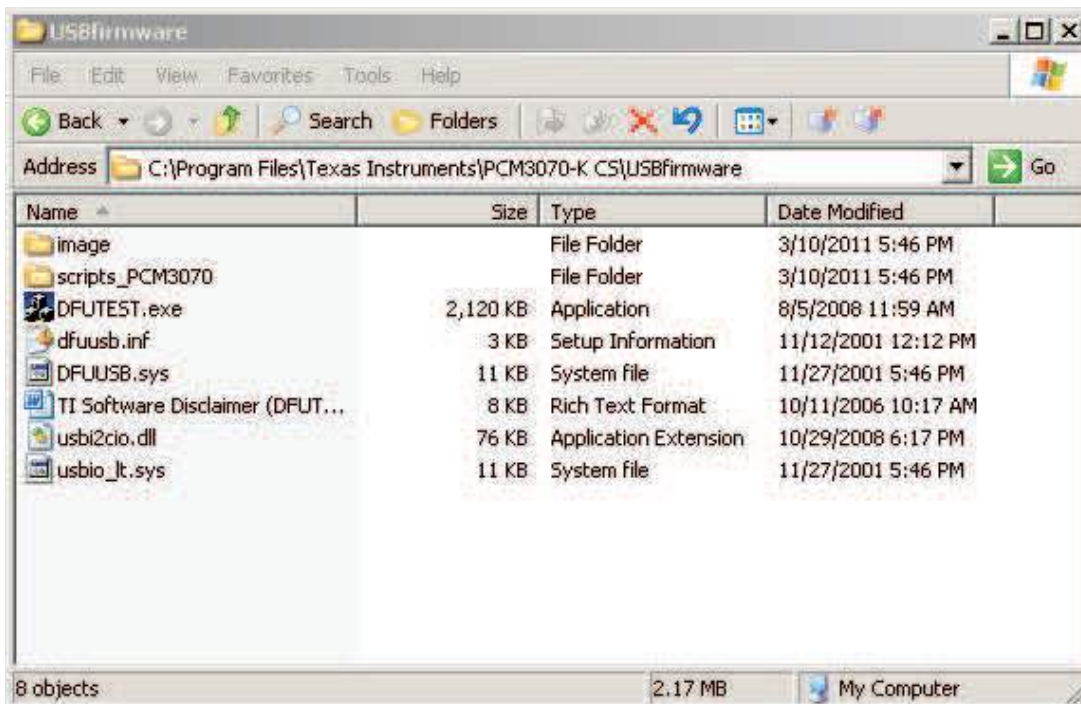 USBfirmware
File Edit View Favorites Tools Help
Back Search Folders
Address C:\Program Files\Texas Instruments\PCM3070-K CS\USBfirmware Go
Name Size Type Date Modified
image File Folder 3/10/2011 5:46 PM
scripts_PCM3070 File Folder 3/10/2011 5:46 PM
DFUTEST.exe 2,120 KB Application 8/5/2008 11:59 AM
dfuusb.inf 3 KB Setup Information 11/12/2001 12:12 PM
DFUUSB.sys 11 KB System file 11/27/2001 5:46 PM
TI Software Disclaimer (DFUT... 8 KB Rich Text Format 10/11/2006 10:17 AM
usbi2cio.dll 76 KB Application Extension 10/29/2008 6:17 PM
usbio_lt.sys 11 KB System file 11/27/2001 5:46 PM
8 objects 2.17 MB My Computer